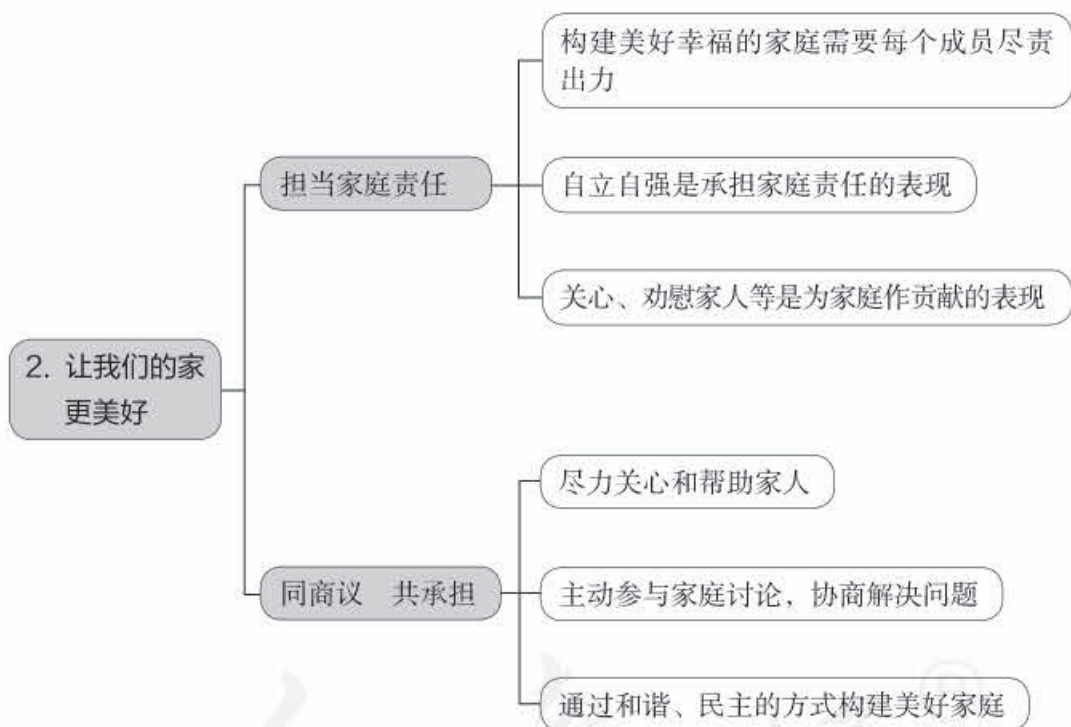 2. 让我们的家
更美好
担当家庭责任
构建美好幸福的家庭需要每个成员尽责
出力
自立自强是承担家庭责任的表现
关心、劝慰家人等是为家庭作贡献的表现
同商议　共承担
尽力关心和帮助家人
主动参与家庭讨论，协商解决问题
通过和谐、民主的方式构建美好家庭